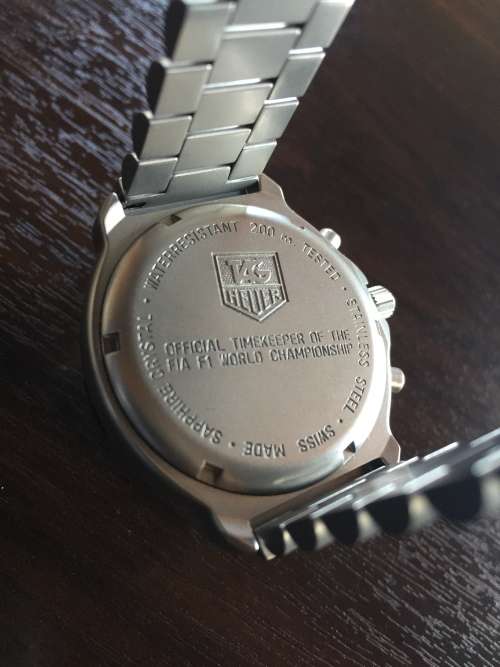 TAG
HEUER
OFFICIAL TIMEKEEPER OF THE
FIA F1 WORLD CHAMPIONSHIP
SAPPHIRE CRYSTAL • WATERRESISTANT 200 m. TESTED • STAINLESS STEEL • SWISS MADE •